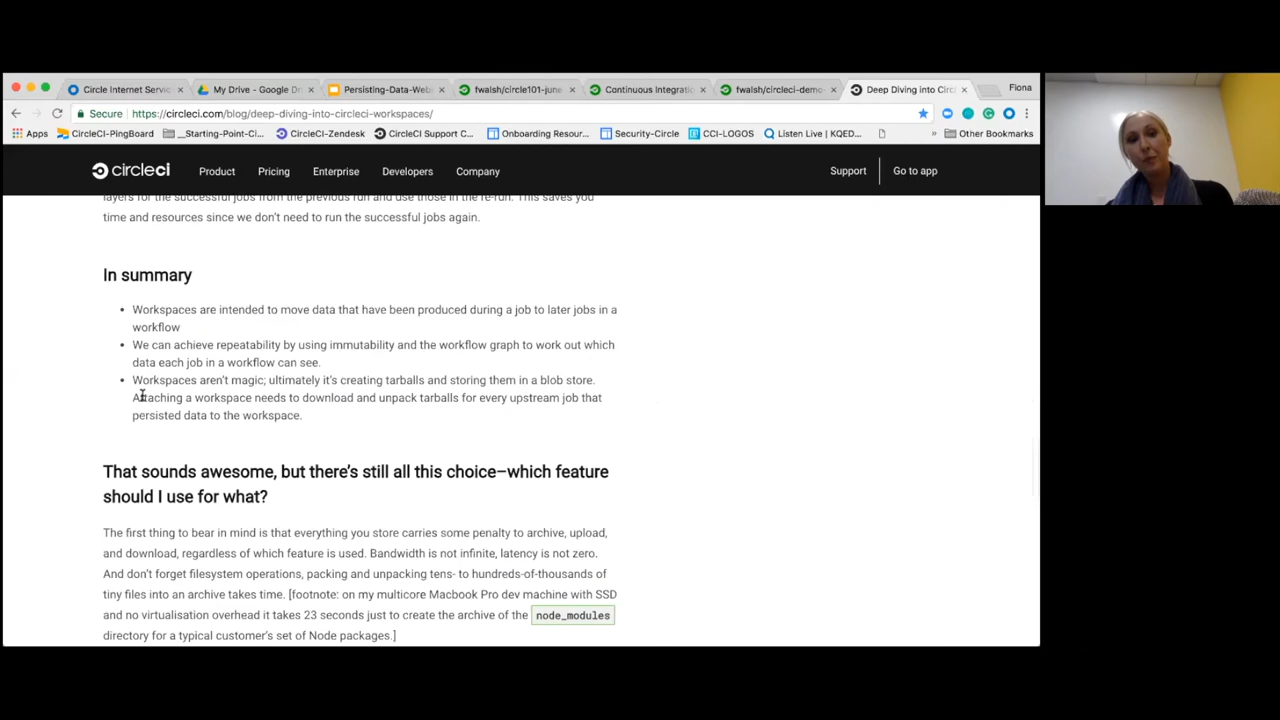 Circle Internet Servic
My Drive - Google Dri
Persisting-Data-Web
fwalsh/circle101-june
Continuous Integratio
fwalsh/circleci-demo-
Deep Diving into Circ
Fiona
Secure https://circleci.com/blog/deep-diving-into-circleci-workspaces/
Apps CircleCI-PingBoard __Starting-Point-Ci... CircleCI-Zendesk CircleCI Support C... Onboarding Resour... Security-Circle CCI-LOGOS Listen Live | KQED... Other Bookmarks
circleci Product Pricing Enterprise Developers Company Support Go to app
layers for the successful jobs from the previous run and use those in the re-run. This saves you
time and resources since we don't need to run the successful jobs again.
In summary
• Workspaces are intended to move data that have been produced during a job to later jobs in a
workflow
• We can achieve repeatability by using immutability and the workflow graph to work out which
data each job in a workflow can see.
• Workspaces aren't magic; ultimately it's creating tarballs and storing them in a blob store.
Attaching a workspace needs to download and unpack tarballs for every upstream job that
persisted data to the workspace.
That sounds awesome, but there's still all this choice–which feature
should I use for what?
The first thing to bear in mind is that everything you store carries some penalty to archive, upload,
and download, regardless of which feature is used. Bandwidth is not infinite, latency is not zero.
And don't forget filesystem operations, packing and unpacking tens- to hundreds-of-thousands of
tiny files into an archive takes time. [footnote: on my multicore Macbook Pro dev machine with SSD
and no virtualisation overhead it takes 23 seconds just to create the archive of the node_modules
directory for a typical customer's set of Node packages.]